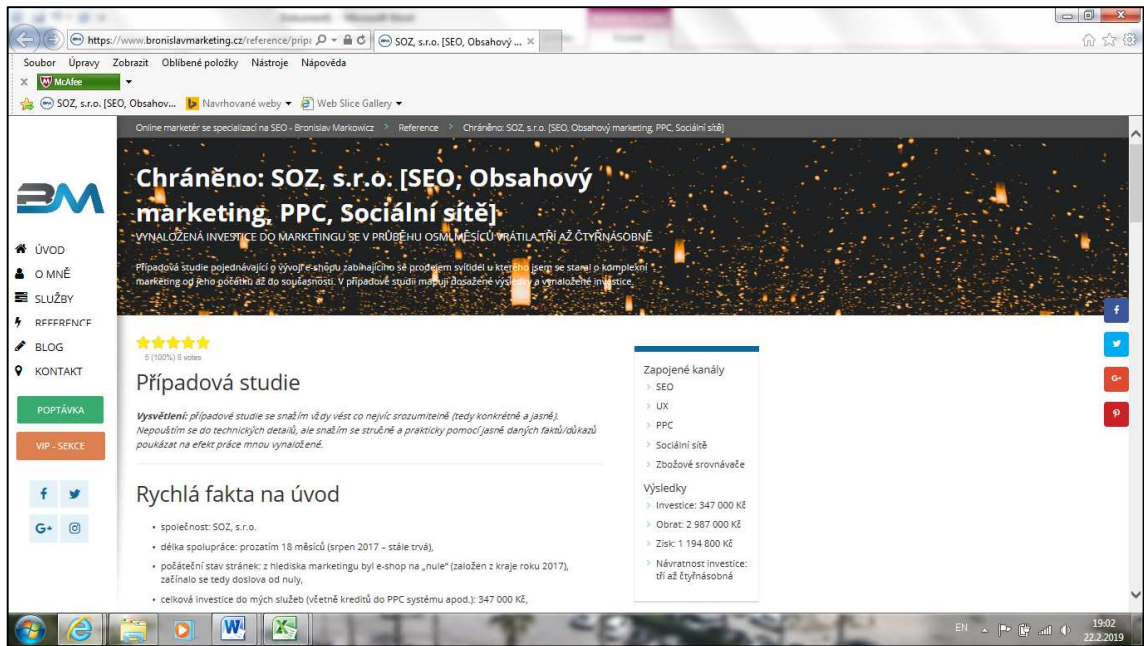 https://www.bronislavmarketing.cz/reference/prip
SOZ, s.r.o. [SEO, Obsahový ...
Soubor Úpravy Zobrazit Oblíbené položky Nástroje Nápověda
McAfee
SOZ, s.r.o. [SEO, Obsahov... Navrhované weby Web Slice Gallery
Online marketér se specializací na SEO - Bronislav Markowicz > Reference > Chráněno: SOZ, s.r.o. [SEO, Obsahový marketing, PPC, Sociální sítě]
BM
ÚVOD
O MNĚ
SLUŽBY
REFERENCE
BLOG
KONTAKT
POPTÁVKA
VIP - SEKCE
Chráněno: SOZ, s.r.o. [SEO, Obsahový
marketing, PPC, Sociální sítě]
VYNALOŽENÁ INVESTICE DO MARKETINGU SE V PRŮBĚHU OSMI MĚSÍCŮ VRÁTILA TŘÍ AŽ ČTYŘNÁSOBNĚ
Případová studie pojednávající o vývoji e-shopu zabíhajícího se prodejem svítidel u kterého jsem se staral o komplexní
marketing od jeho počátků až do současnosti. V případové studii mapuji dosažené výsledky a vynaložené investice.
5 (100%) 8 votes
Případová studie
Vysvětlení: případové studie se snažím vždy vést co nejvíc srozumitelně (tedy konkrétně a jasně).
Nepouštím se do technických detailů, ale snažím se stručně a prakticky pomocí jasně daných faktů/důkazů
poukázat na efekt práce mnou vynaložené.
Rychlá fakta na úvod
• společnost: SOZ, s.r.o.
• délka spolupráce: prozatím 18 měsíců (srpen 2017 – stále trvá),
• počáteční stav stránek: z hlediska marketingu byl e-shop na „nule" (založen z kraje roku 2017),
začínalo se tedy doslova od nuly,
• celková investice do mých služeb (včetně kreditů do PPC systému apod.): 347 000 Kč,
Zapojené kanály
> SEO
> UX
> PPC
> Sociální sítě
> Zbožové srovnávače
Výsledky
> Investice: 347 000 Kč
> Obrat: 2 987 000 Kč
> Zisk: 1 194 800 Kč
> Návratnost investice:
tří až čtyřnásobná
EN
19:02
22.2.2019